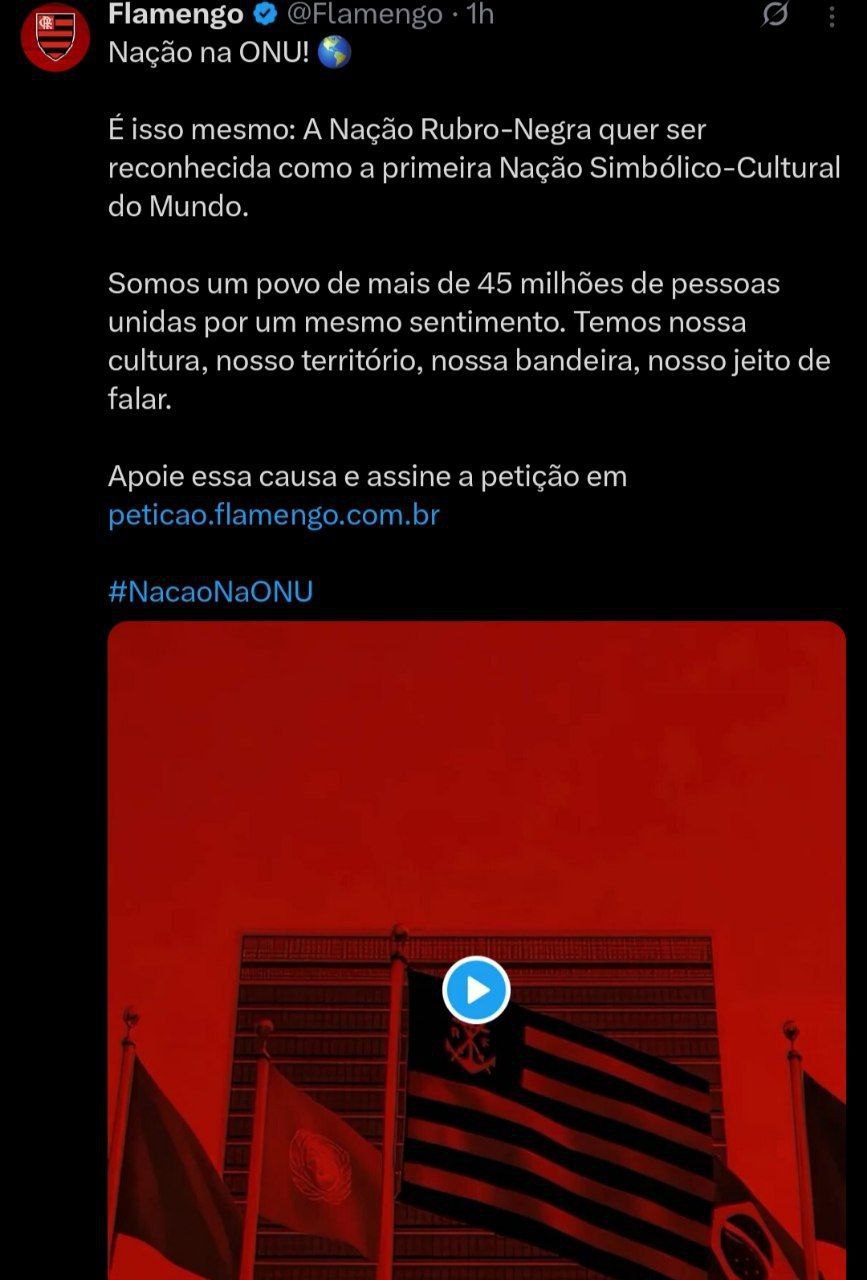 Flamengo @Flamengo · 1h
Nação na ONU!
É isso mesmo: A Nação Rubro-Negra quer ser
reconhecida como a primeira Nação Simbólico-Cultural
do Mundo.
Somos um povo de mais de 45 milhões de pessoas
unidas por um mesmo sentimento. Temos nossa
cultura, nosso território, nossa bandeira, nosso jeito de
falar.
Apoie essa causa e assine a petição em
peticao.flamengo.com.br
#NacaoNaONU